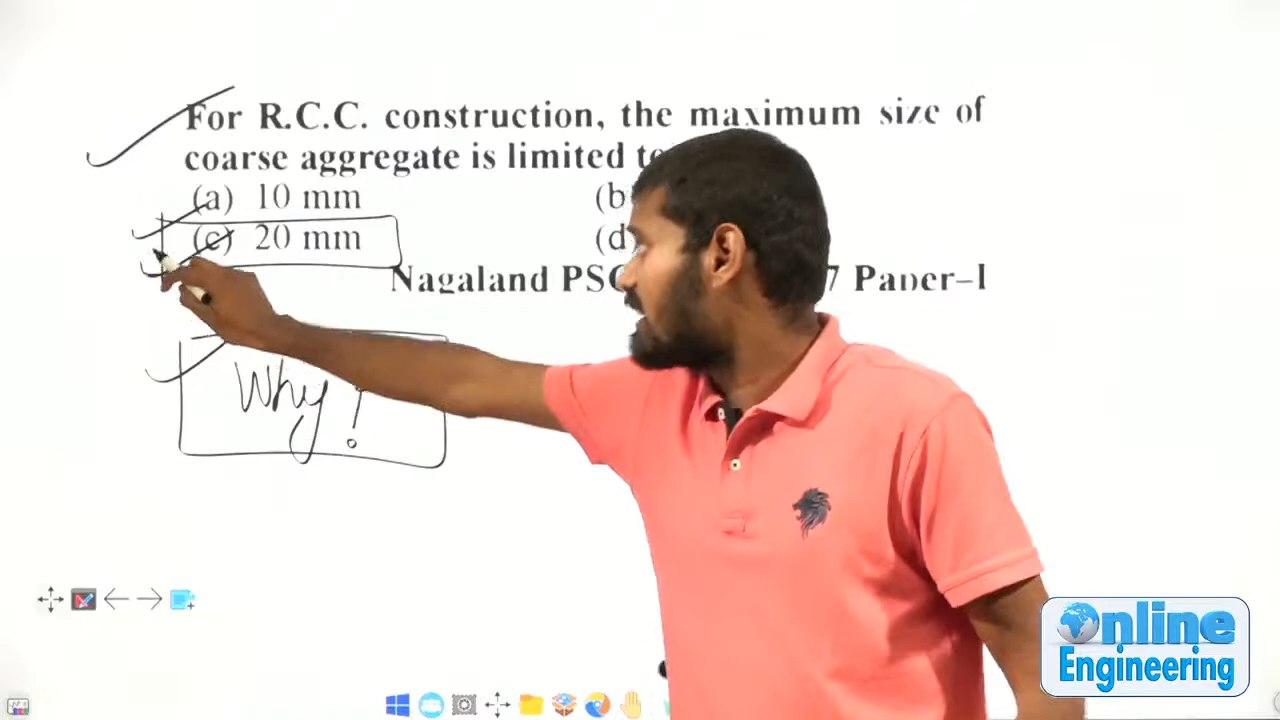 For R.C.C. construction, the maximum size of
coarse aggregate is limited
(a) 10 mm (b
(c) 20 mm (d)
Nagaland PSC 7 Paper–I
Why?
Online
Engineering